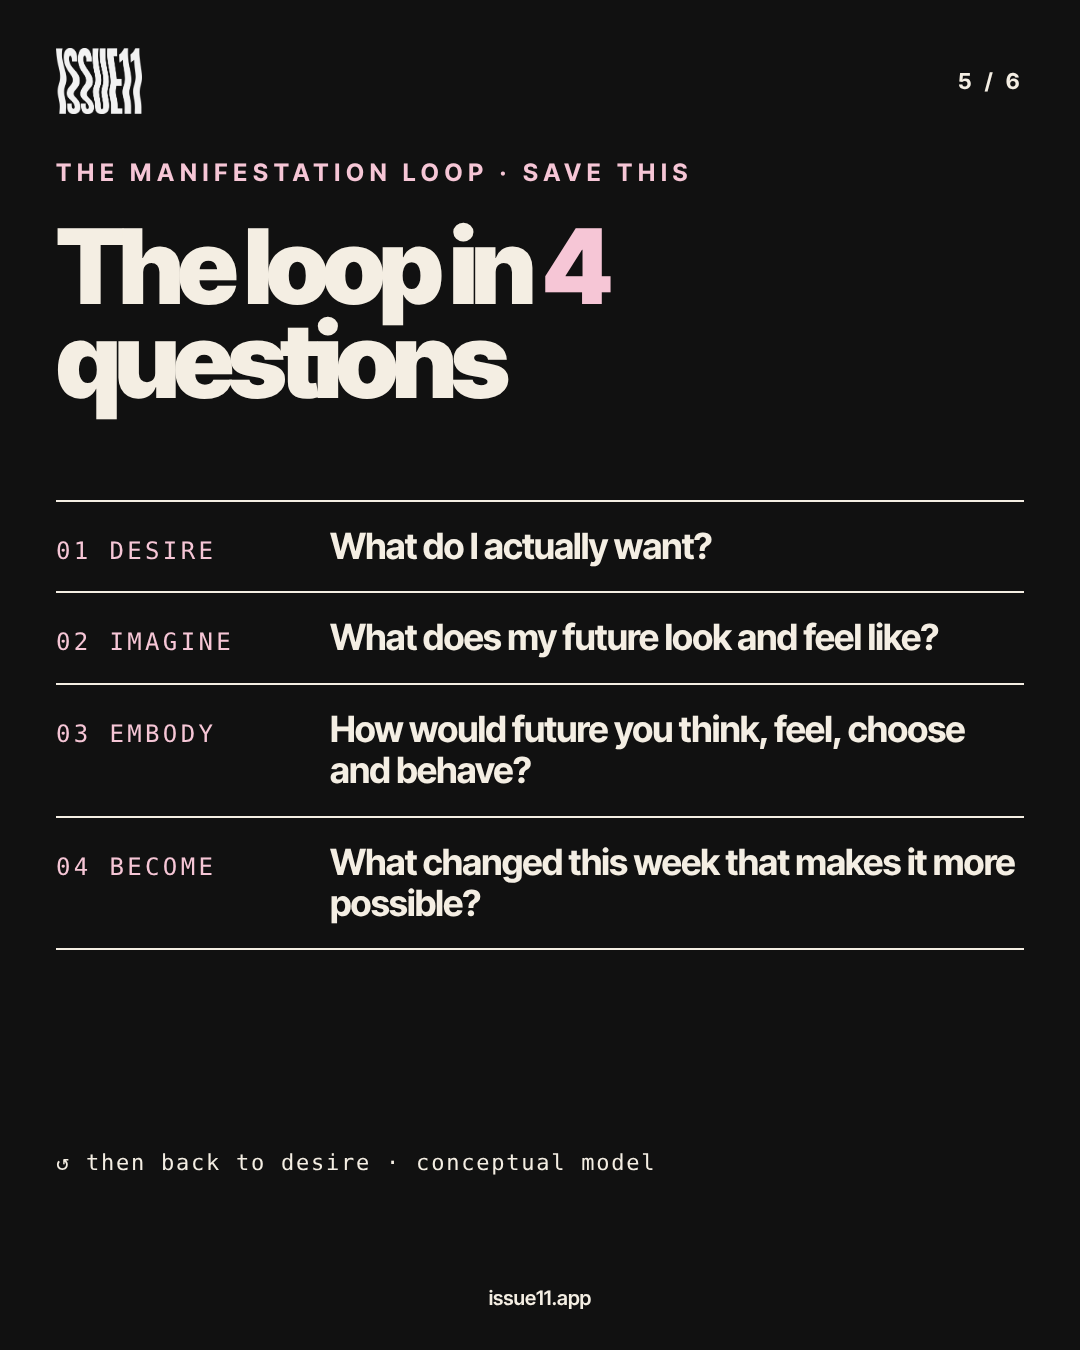 ISSUE11
5 / 6
THE MANIFESTATION LOOP · SAVE THIS
The loop in 4
questions
01 DESIRE
What do I actually want?
02 IMAGINE
What does my future look and feel like?
03 EMBODY
How would future you think, feel, choose
and behave?
04 BECOME
What changed this week that makes it more
possible?
↺ then back to desire · conceptual model
issue11.app